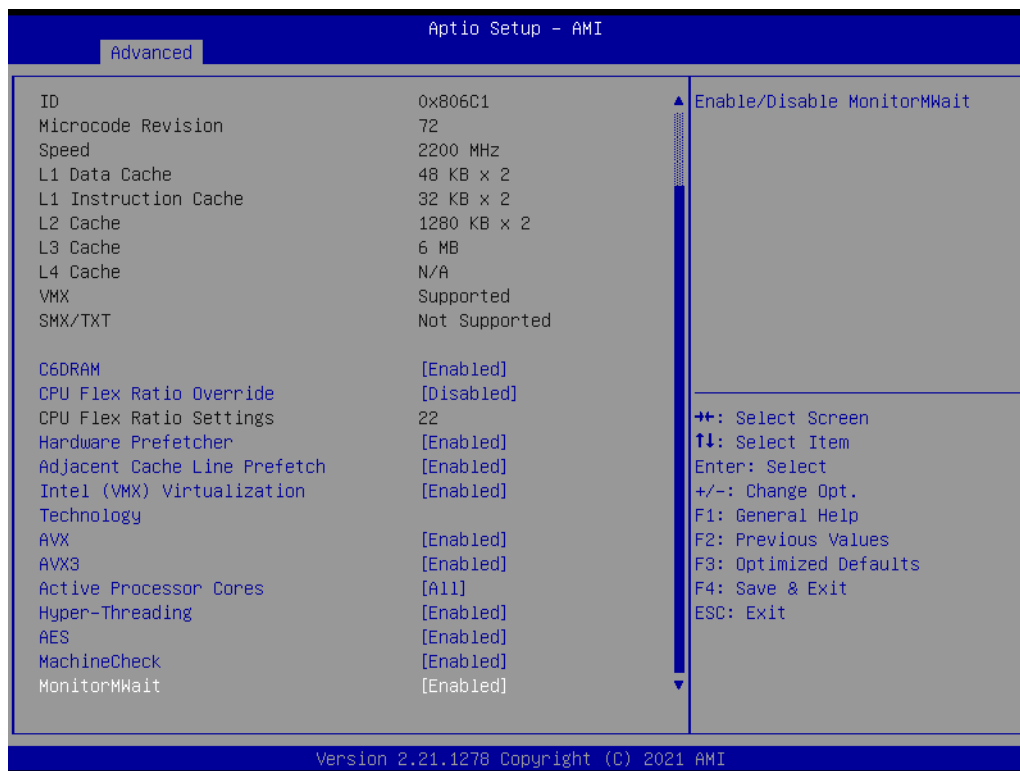 Aptio Setup – AMI
Advanced
ID 0x806C1
Microcode Revision 72
Speed 2200 MHz
L1 Data Cache 48 KB x 2
L1 Instruction Cache 32 KB x 2
L2 Cache 1280 KB x 2
L3 Cache 6 MB
L4 Cache N/A
VMX Supported
SMX/TXT Not Supported
C6DRAM [Enabled]
CPU Flex Ratio Override [Disabled]
CPU Flex Ratio Settings 22
Hardware Prefetcher [Enabled]
Adjacent Cache Line Prefetch [Enabled]
Intel (VMX) Virtualization [Enabled]
Technology
AVX [Enabled]
AVX3 [Enabled]
Active Processor Cores [All]
Hyper-Threading [Enabled]
AES [Enabled]
MachineCheck [Enabled]
MonitorMWait [Enabled]
Enable/Disable MonitorMWait
→←: Select Screen
↑↓: Select Item
Enter: Select
+/-: Change Opt.
F1: General Help
F2: Previous Values
F3: Optimized Defaults
F4: Save & Exit
ESC: Exit
Version 2.21.1278 Copyright (C) 2021 AMI